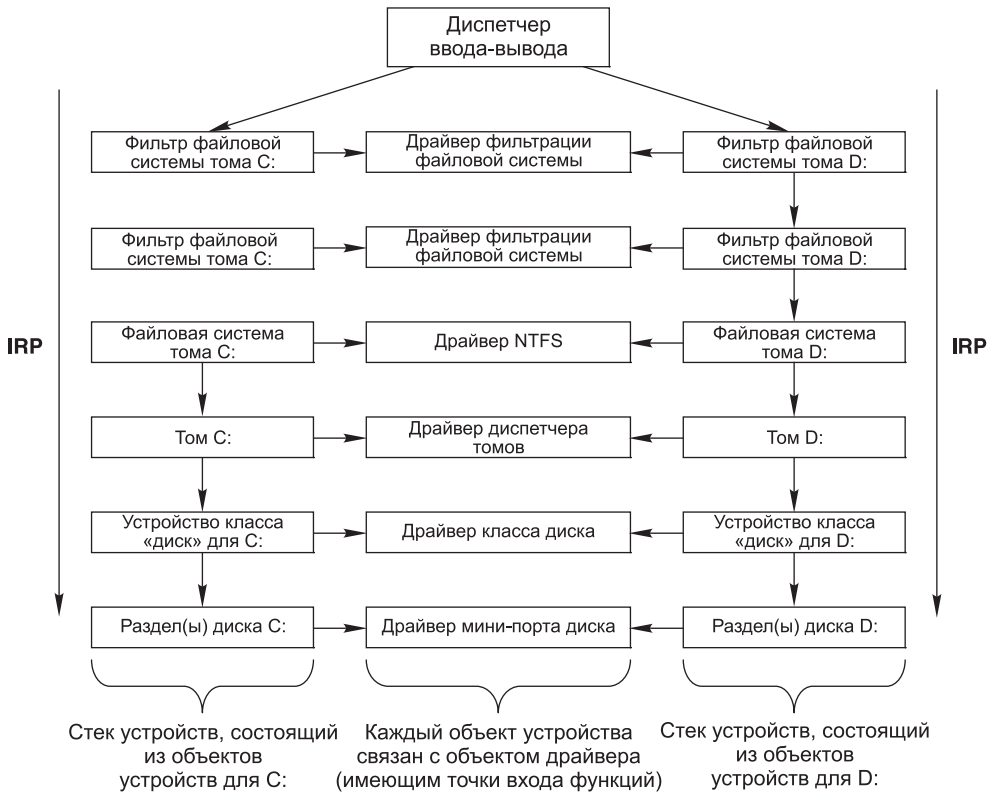 Диспетчер
ввода-вывода
Фильтр файловой
системы тома C:
Драйвер фильтрации
файловой системы
Фильтр файловой
системы тома D:
Фильтр файловой
системы тома C:
Драйвер фильтрации
файловой системы
Фильтр файловой
системы тома D:
IRP
Файловая система
тома C:
Драйвер NTFS
Файловая система
тома D:
IRP
Том C:
Драйвер диспетчера
томов
Том D:
Устройство класса
«диск» для C:
Драйвер класса диска
Устройство класса
«диск» для D:
Раздел(ы) диска C:
Драйвер мини-порта диска
Раздел(ы) диска D:
Стек устройств, состоящий
из объектов
устройств для C:
Каждый объект устройства
связан с объектом драйвера
(имеющим точки входа функций)
Стек устройств, состоящий
из объектов
устройств для D: